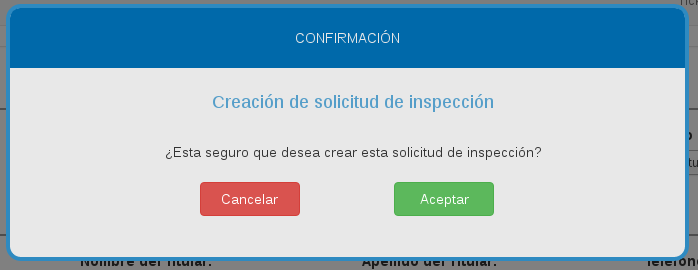 CONFIRMACIÓN
Creación de solicitud de inspección
¿Esta seguro que desea crear esta solicitud de inspección?
Cancelar
Aceptar
Nombre del Titular:
Apellido del Titular: